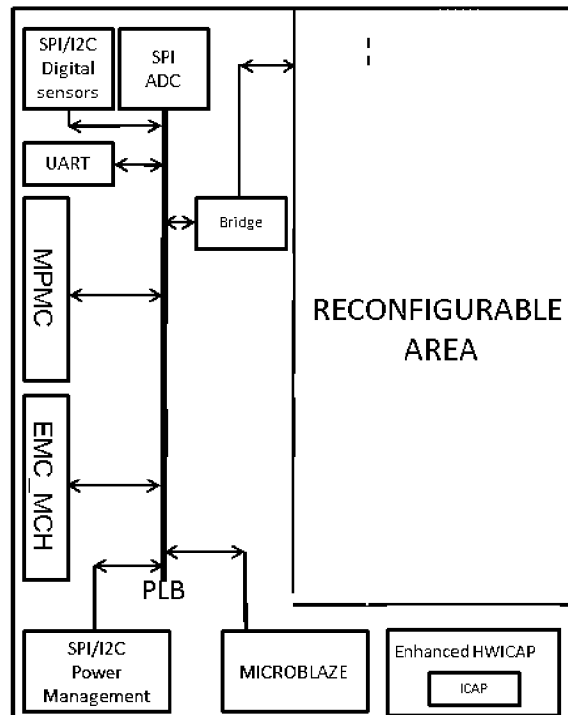 SPI/I2C
Digital
sensors
SPI
ADC
UART
Bridge
MPMC
RECONFIGURABLE
AREA
EMC_MCH
PLB
SPI/I2C
Power
Management
MICROBLAZE
Enhanced HWICAP
ICAP